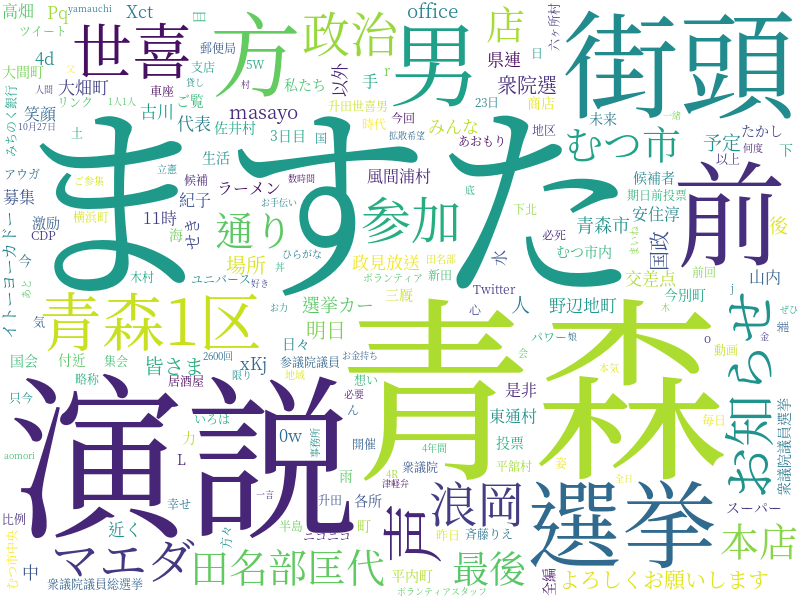 高畑
Pq
yamauchi
Xct
ツイート
4d
大間町
世喜
方
男
街頭
政治
office
店
県連
衆院選
郵便局
支店
5W
私たち
以外
手
r
六ヶ所村
日
目
村
父
みちのく銀行
人間
リンク
大畑町
車座
ご覧
貸し
1人1人
masayo
升田世喜男
今回
23日
商店
10月27日
笑顔
古川
代表
佐井村
3日目
国
時代
みんな
拡散希望
地区
未来
たかし
何度
予定
下
土
アウガ
立憲
生活
むつ市
あおもり
以上
ますた
前
ご参集
候補
数時間
ラーメン
風間浦村
候補者
期日前投票
募集
紀子
お手伝い
底
下北
青森市
安住淳
横浜町
11時
せき
通り
参加
必死
国政
後
激励
CDP
海
ひらがな
田名部
水
むつ市内
まいね
イトーヨーカドー
今
木村
場所
政見放送
交差点
前回
山内
あと
ユニバース
丼
ボランティア
新田
三厩
好き
Twitter
今別町
j
ぜひ
気
青森1区
選挙カー
お力
心
人
野辺地町
木
雇
お知らせ
明日
青森
パワー娘
o
動画
金
国会
付近
集会
皆さま
日々
2600回
参議院議員
お金持ち
会
xKj
略称
居酒屋
限り
地域
想い
必要
是非
本気
只今
いろは
ん
東通村
毎日
衆議院議員選挙
演説
力
0w
事務所
開催
4年間
投票
aomori
L
雨
衆議院
4R
平舘村
姿
津軽弁
全日
選挙
声
浪岡
本店
スーパー
幸せ
一言
升田
各所
比例
近く
方々
半島
ニコニコ
町
昨日
斉藤りえ
むつ市中央
中
マエダ
田名部匡代
平内町
最後
全編
よろしくお願いします
衆議院議員総選挙
ボランティアスタッフ
一緒